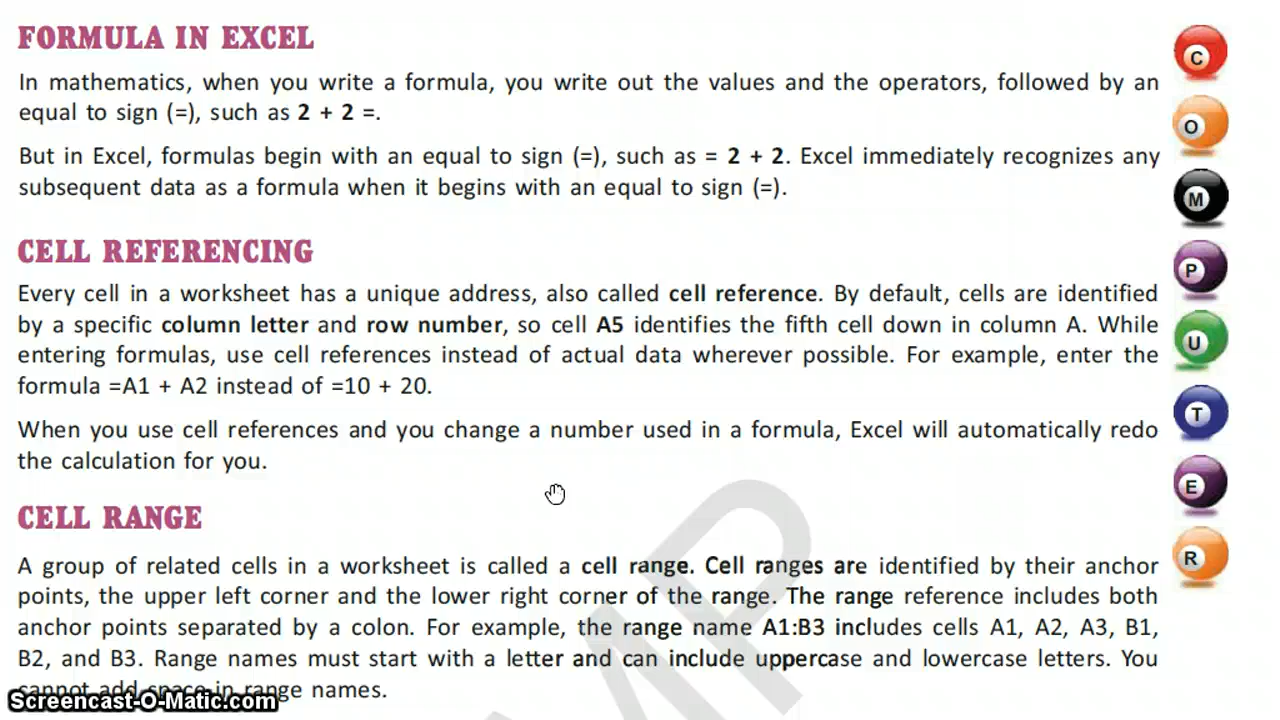 FORMULA IN EXCEL
In mathematics, when you write a formula, you write out the values and the operators, followed by an
equal to sign (=), such as 2 + 2 =.
But in Excel, formulas begin with an equal to sign (=), such as = 2 + 2. Excel immediately recognizes any
subsequent data as a formula when it begins with an equal to sign (=).
CELL REFERENCING
Every cell in a worksheet has a unique address, also called cell reference. By default, cells are identified
by a specific column letter and row number, so cell A5 identifies the fifth cell down in column A. While
entering formulas, use cell references instead of actual data wherever possible. For example, enter the
formula =A1 + A2 instead of =10 + 20.
When you use cell references and you change a number used in a formula, Excel will automatically redo
the calculation for you.
CELL RANGE
A group of related cells in a worksheet is called a cell range. Cell ranges are identified by their anchor
points, the upper left corner and the lower right corner of the range. The range reference includes both
anchor points separated by a colon. For example, the range name A1:B3 includes cells A1, A2, A3, B1,
B2, and B3. Range names must start with a letter and can include uppercase and lowercase letters. You
cannot add space in range names.
Screencast-O-Matic.com
C
O
M
P
U
T
E
R